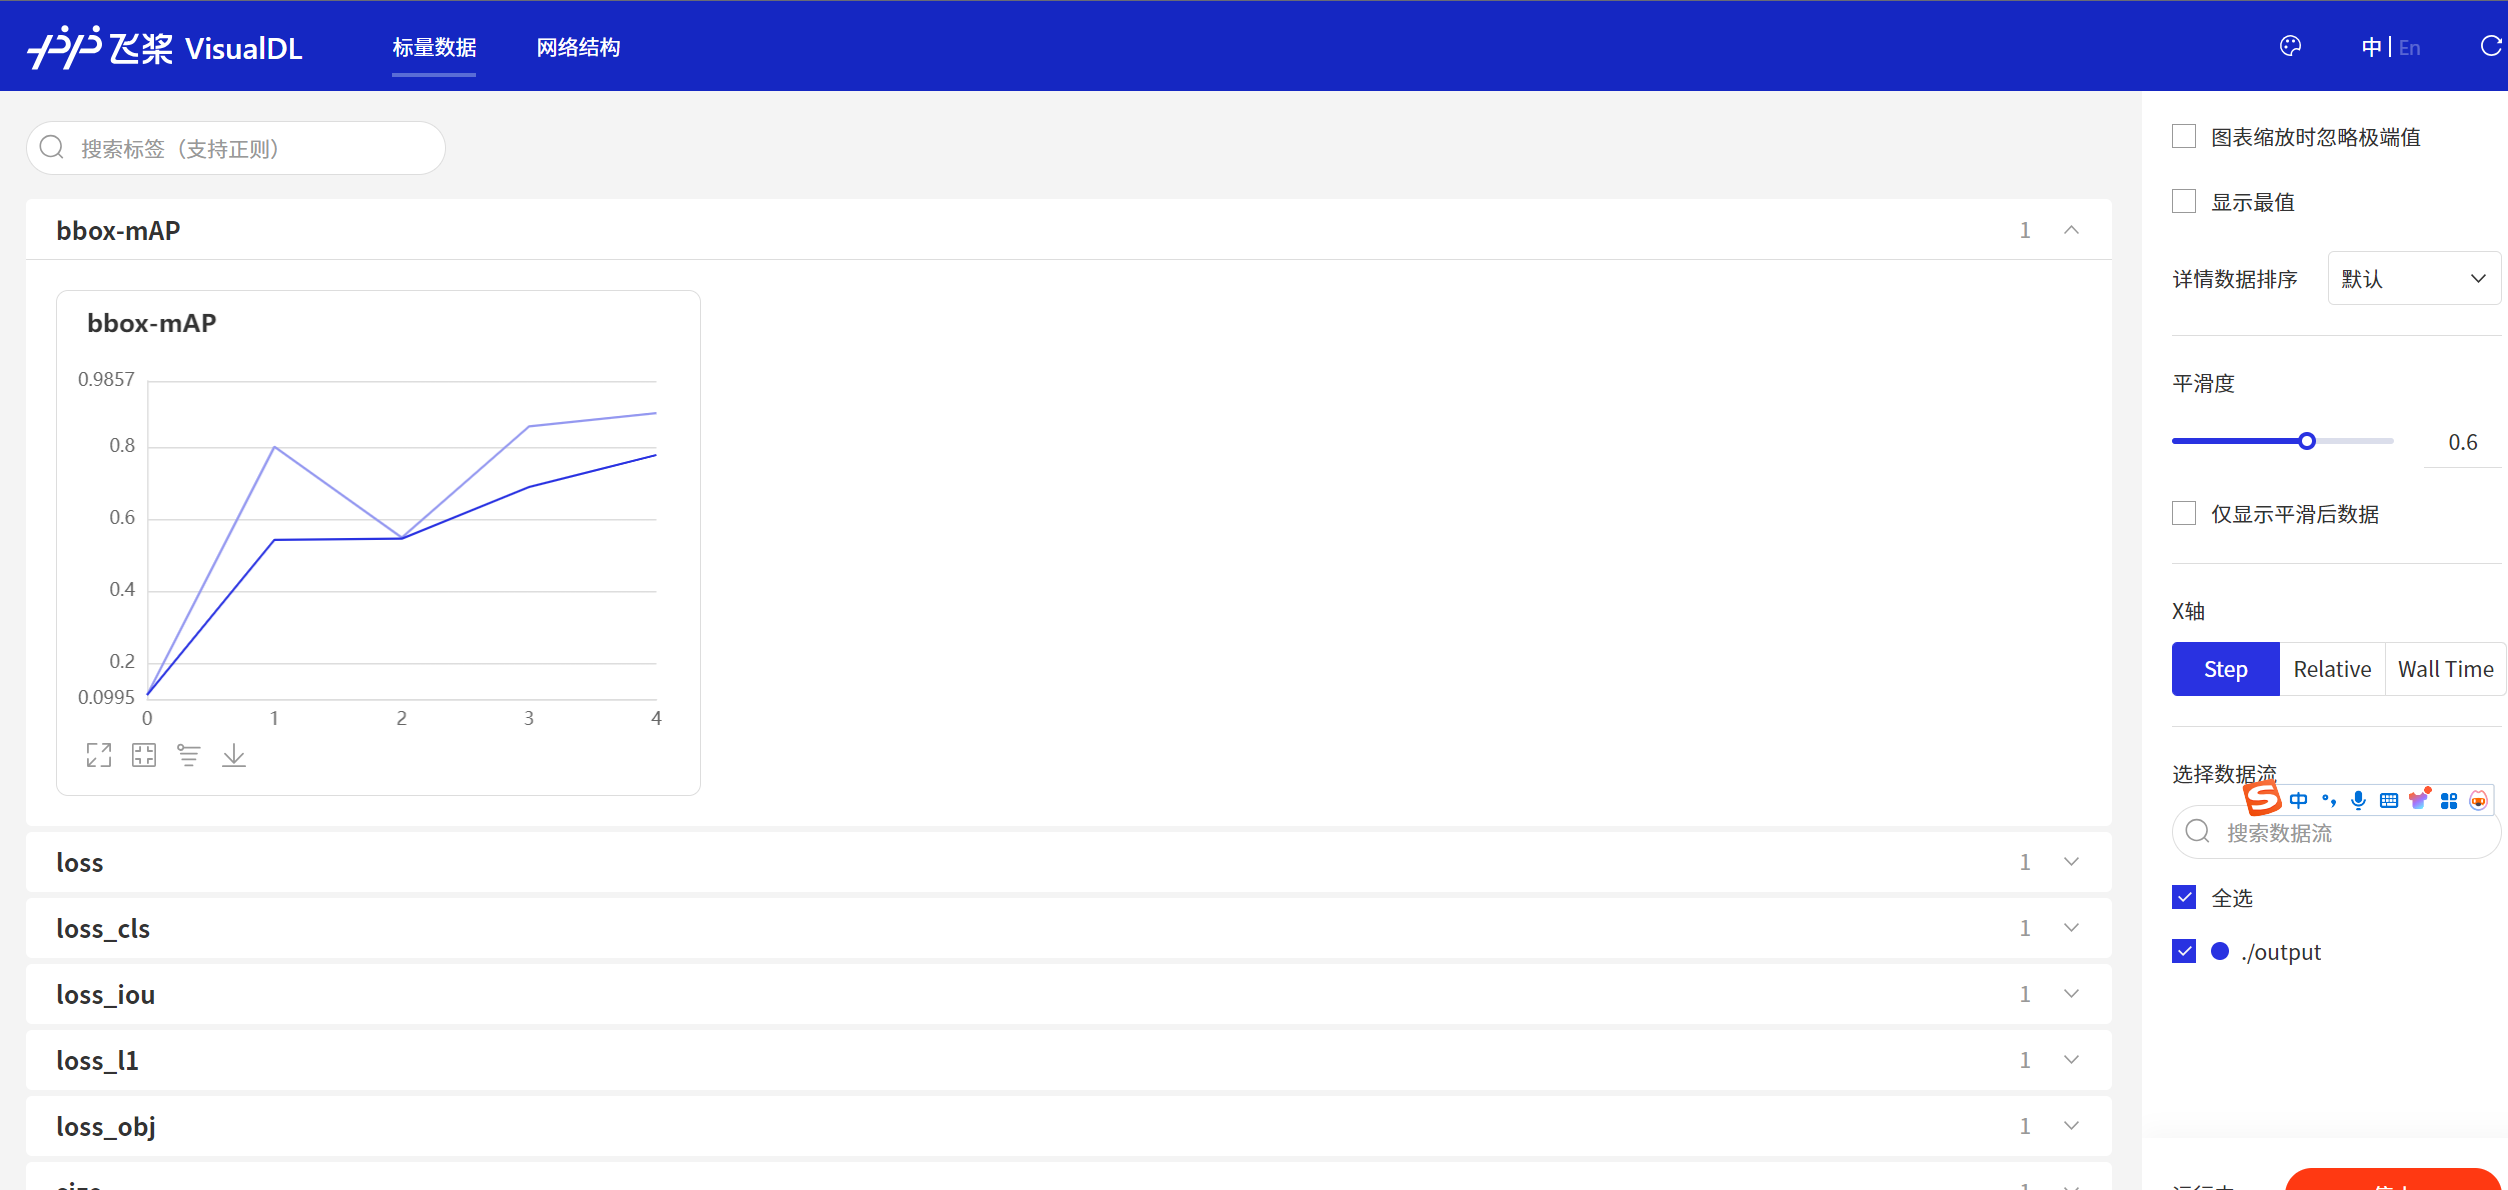 飞桨 VisualDL 标量数据 网络结构 中 | En
搜索标签（支持正则）
bbox-mAP 1
bbox-mAP
0.9857
0.8
0.6
0.4
0.2
0.0995
0 1 2 3 4
loss 1
loss_cls 1
loss_iou 1
loss_l1 1
loss_obj 1
图表缩放时忽略极端值
显示最值
详情数据排序 默认
平滑度
0.6
仅显示平滑后数据
X轴
Step Relative Wall Time
选择数据流
中
搜索数据流
全选
./output